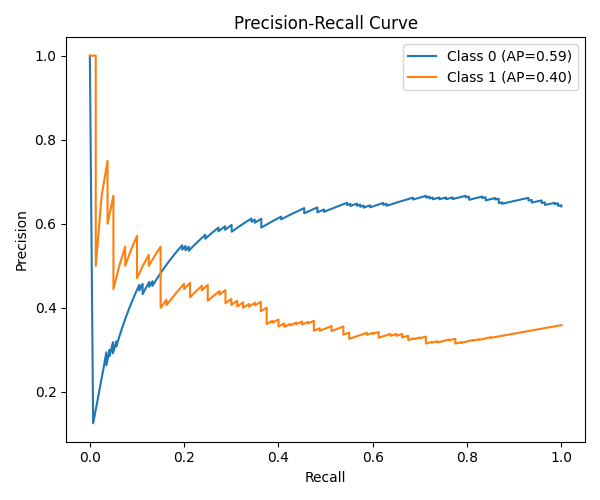 Precision-Recall Curve
Class 0 (AP=0.59)
Class 1 (AP=0.40)
Precision
1.0
0.8
0.6
0.4
0.2
0.0 0.2 0.4 0.6 0.8 1.0
Recall